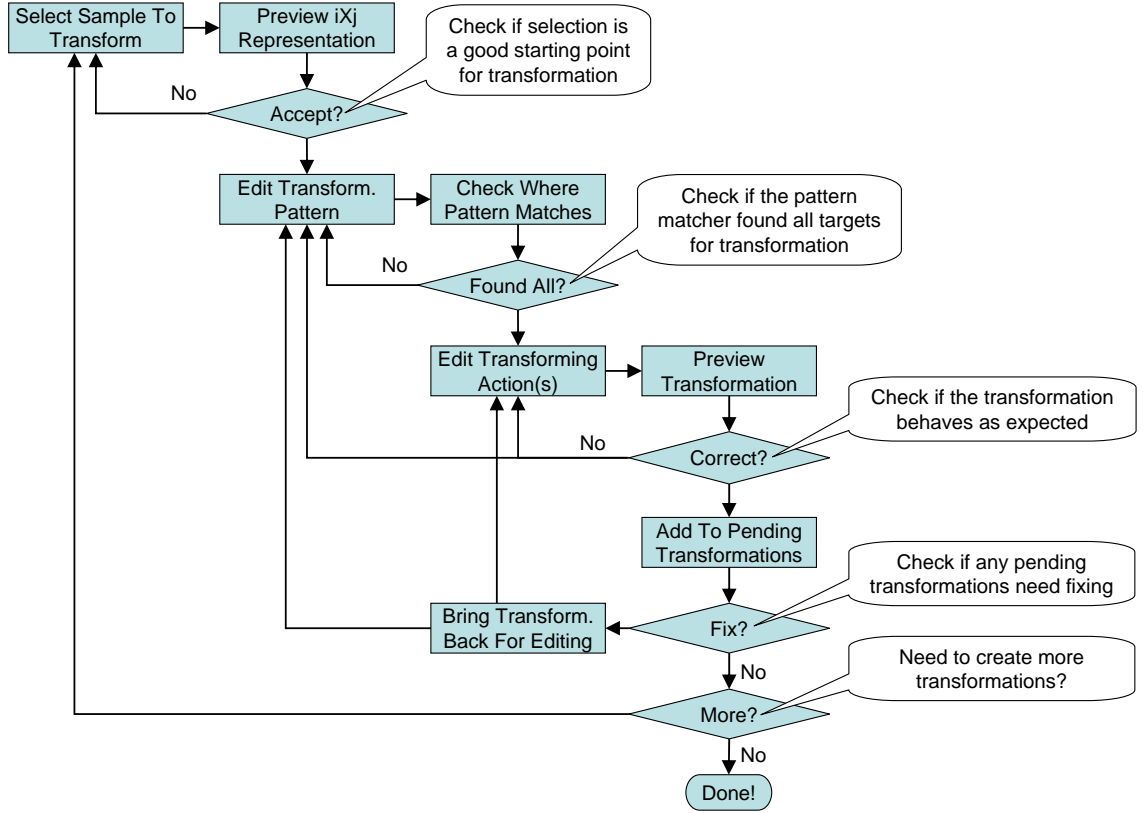 Select Sample To
Transform
Preview iXj
Representation
Check if selection is
a good starting point
for transformation
No
Accept?
Edit Transform.
Pattern
Check Where
Pattern Matches
Check if the pattern
matcher found all targets
for transformation
No
Found All?
Edit Transforming
Action(s)
Preview
Transformation
Check if the transformation
behaves as expected
No
Correct?
Add To Pending
Transformations
Check if any pending
transformations need fixing
Bring Transform.
Back For Editing
Fix?
No
Need to create more
transformations?
More?
No
Done!